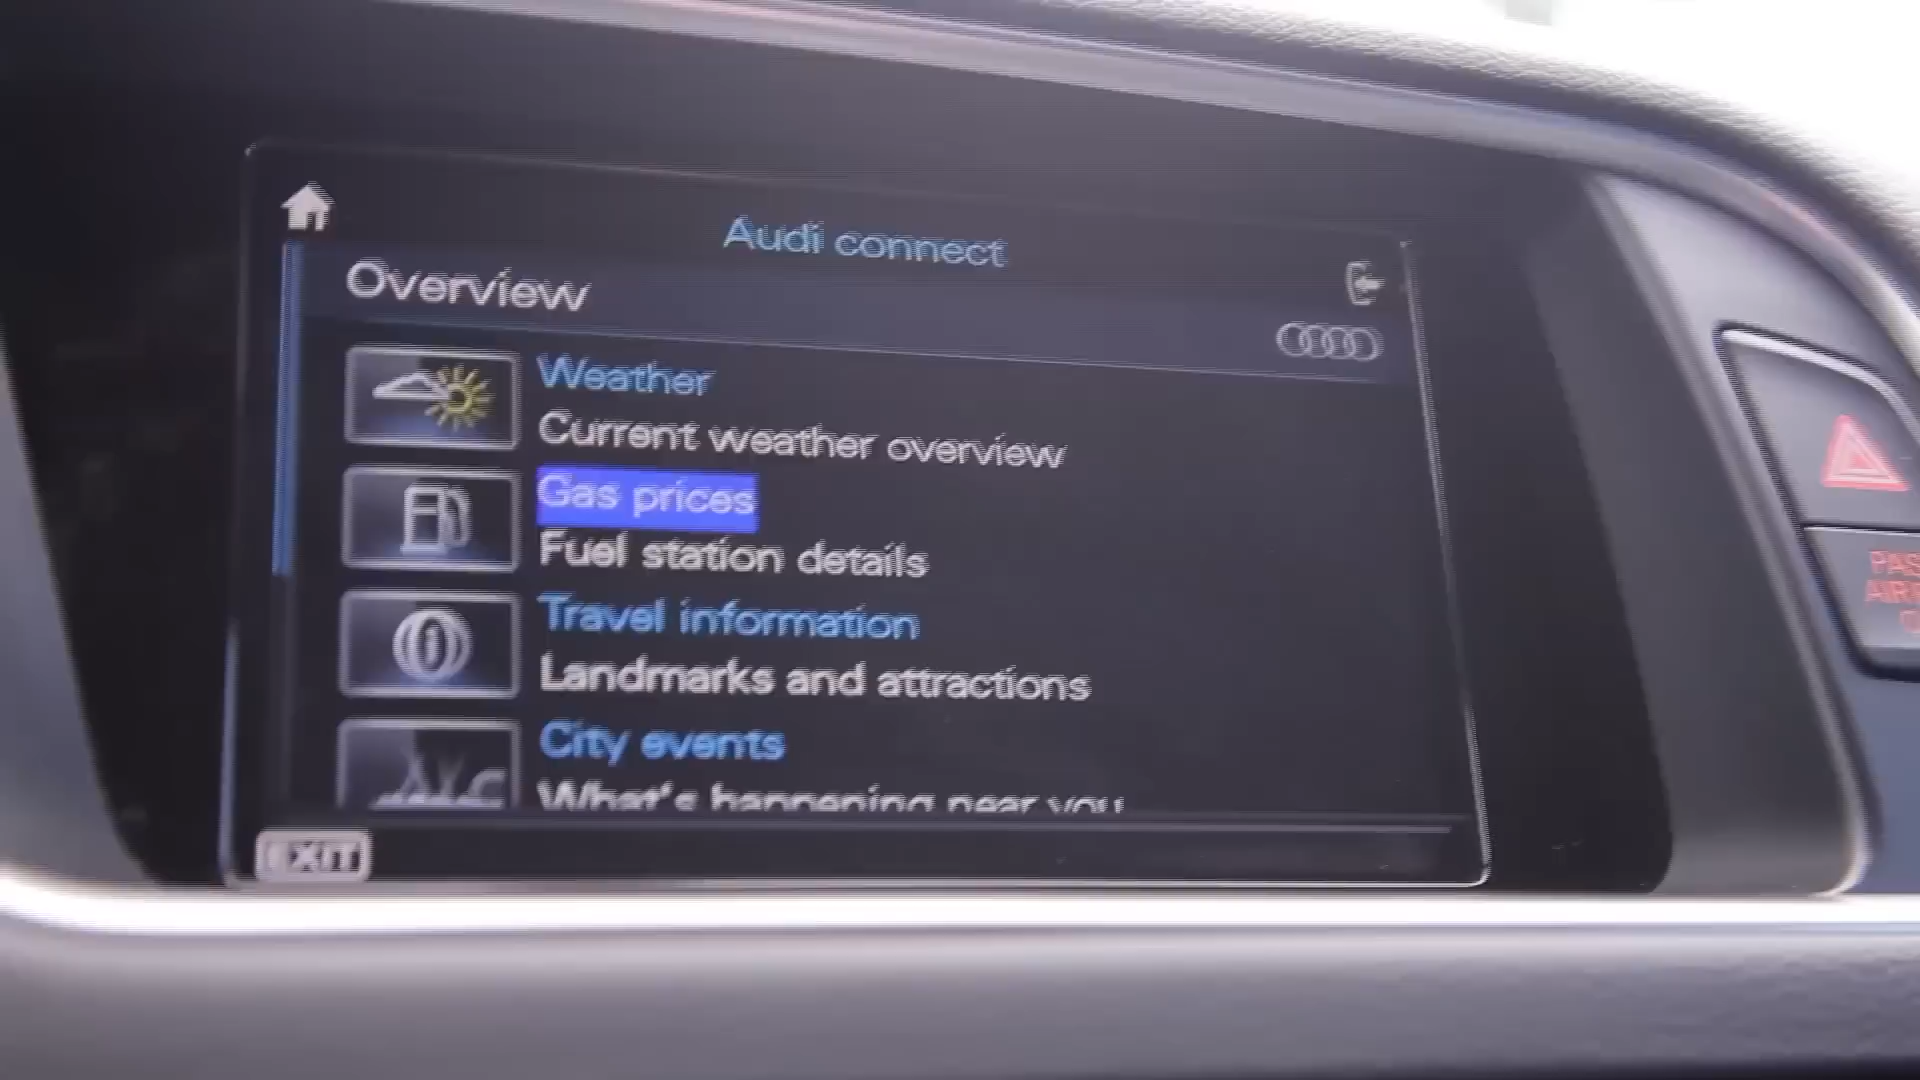 Audi connect
Overview
Weather
Current weather overview
Gas prices
Fuel station details
Travel information
Landmarks and attractions
City events
What's happening near you
EXIT